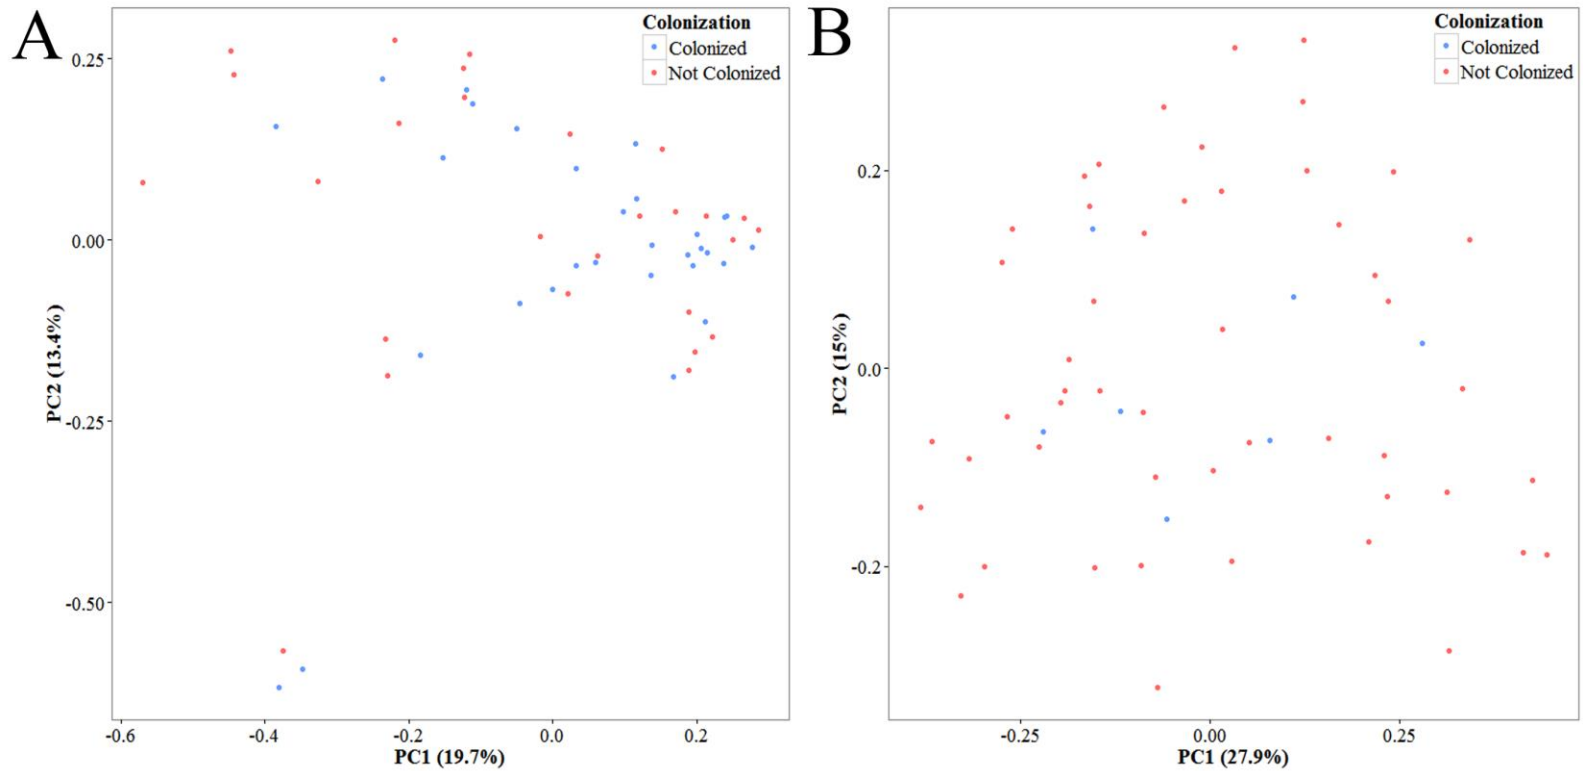 A
Colonization
Colonized
Not Colonized
0.25
0.00
-0.25
-0.50
PC2 (13.4%)
-0.6
-0.4
-0.2
0.0
0.2
PC1 (19.7%)
B
Colonization
Colonized
Not Colonized
0.2
0.0
-0.2
PC2 (15%)
-0.25
0.00
0.25
PC1 (27.9%)